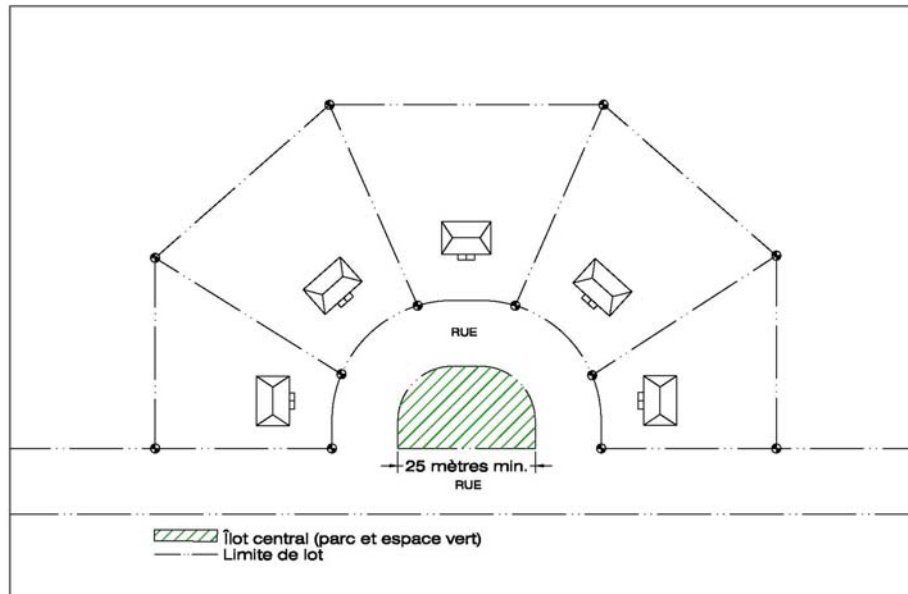 RUE
25 mètres min.
RUE
Îlot central (parc et espace vert)
Limite de lot